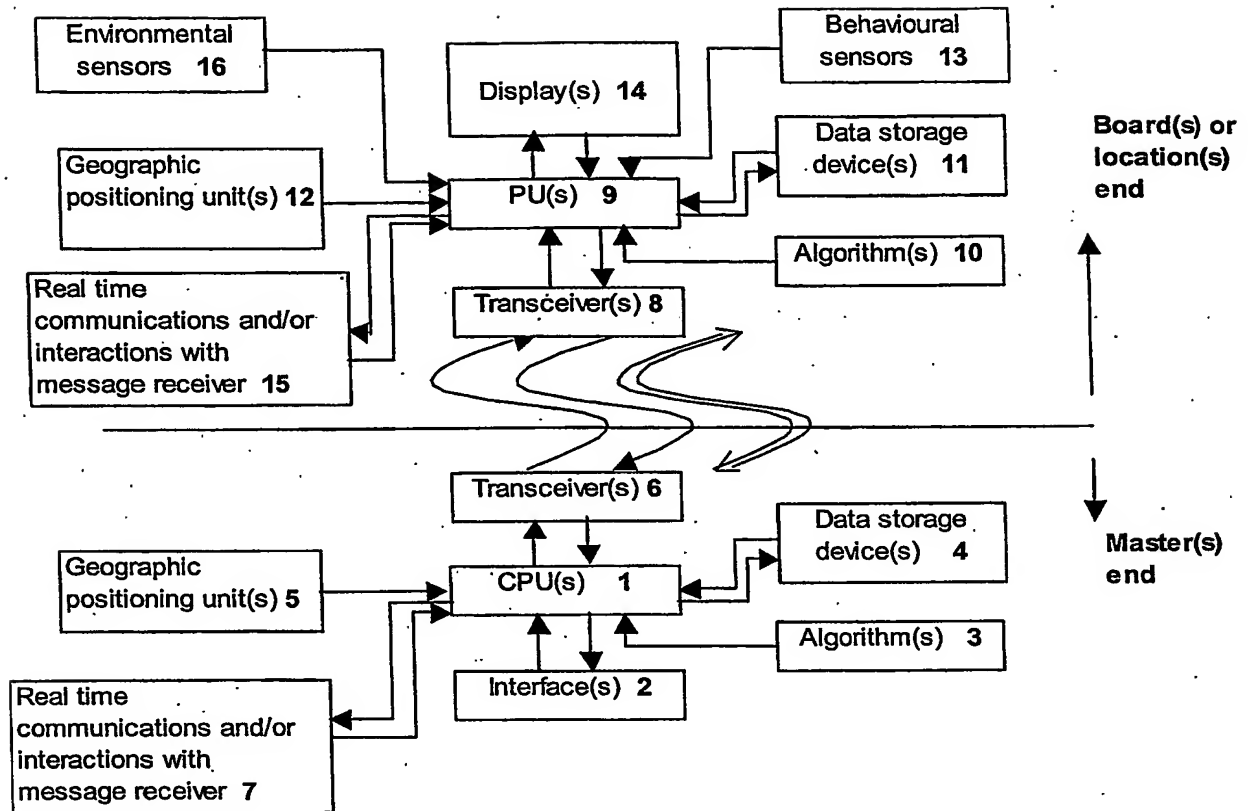 Environmental
sensors 16
Behavioural
sensors 13
Display(s) 14
Data storage
device(s) 11
Board(s) or
location(s)
end
Geographic
positioning unit(s) 12
PU(s) 9
Algorithm(s) 10
Real time
communications and/or
interactions with
message receiver 15
Transceiver(s) 8
Transceiver(s) 6
Data storage
device(s) 4
Master(s)
end
Geographic
positioning unit(s) 5
CPU(s) 1
Algorithm(s) 3
Interface(s) 2
Real time
communications and/or
interactions with
message receiver 7